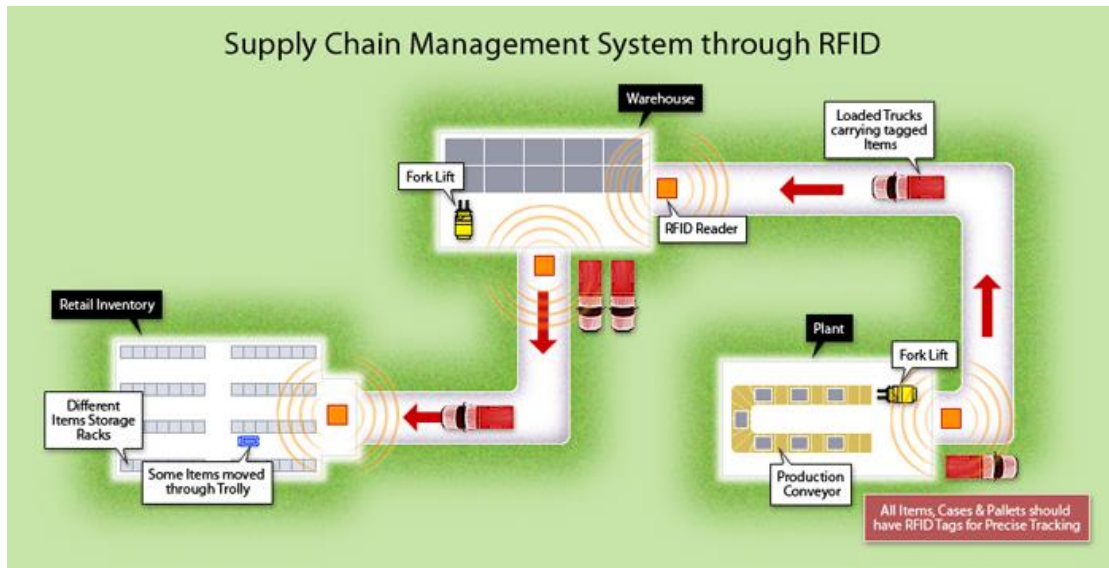 Supply Chain Management System through RFID
Warehouse
Loaded Trucks
carrying tagged
Items
Fork Lift
RFID Reader
Retail Inventory
Plant
Fork Lift
Different
Items Storage
Racks
Some Items moved
through Trolly
Production
Conveyor
All Items, Cases & Pallets should
have RFID Tags for Precise Tracking